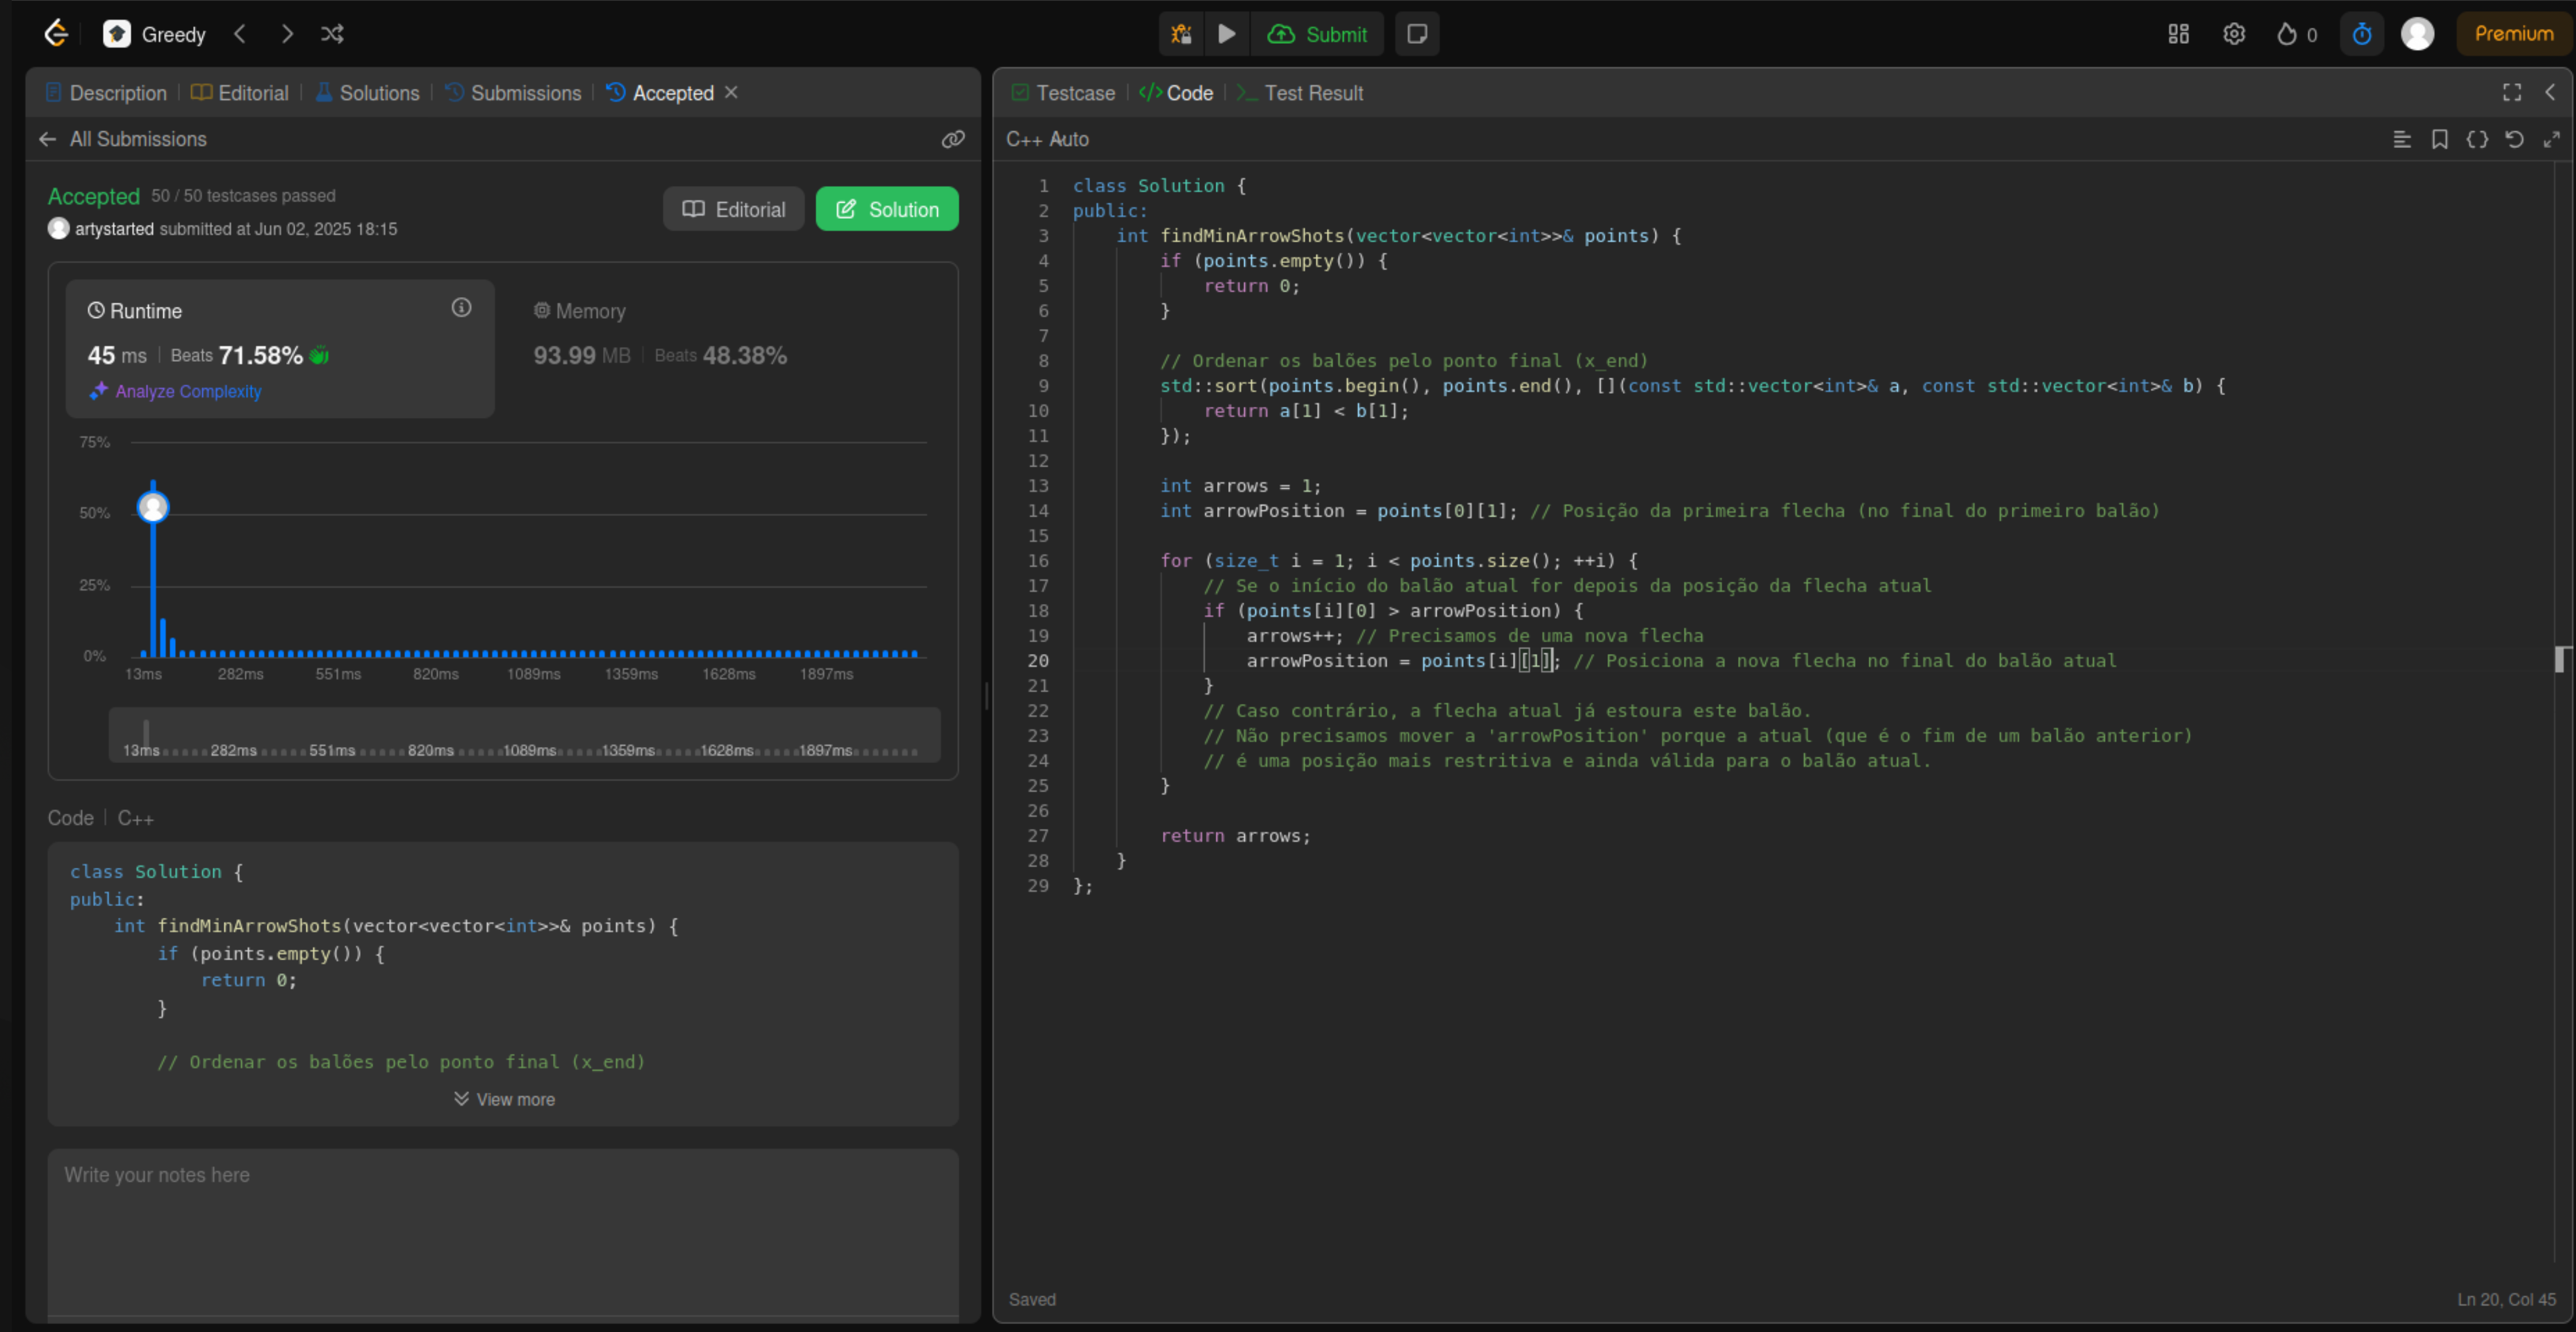 Greedy
Submit
0
Premium
Description
Editorial
Solutions
Submissions
Accepted
All Submissions
Accepted 50 / 50 testcases passed
artystarted submitted at Jun 02, 2025 18:15
Editorial
Solution
Runtime
45 ms Beats 71.58%
Analyze Complexity
Memory
93.99 MB Beats 48.38%
75%
50%
25%
0%
13ms 282ms 551ms 820ms 1089ms 1359ms 1628ms 1897ms
13ms 282ms 551ms 820ms 1089ms 1359ms 1628ms 1897ms
Code C++
class Solution {
public:
    int findMinArrowShots(vector<vector<int>>& points) {
        if (points.empty()) {
            return 0;
        }
        // Ordenar os balões pelo ponto final (x_end)
View more
Write your notes here
Testcase
</> Code
Test Result
C++ Auto
1 class Solution {
2 public:
3     int findMinArrowShots(vector<vector<int>>& points) {
4         if (points.empty()) {
5             return 0;
6         }
7
8         // Ordenar os balões pelo ponto final (x_end)
9         std::sort(points.begin(), points.end(), [](const std::vector<int>& a, const std::vector<int>& b) {
10             return a[1] < b[1];
11         });
12
13         int arrows = 1;
14         int arrowPosition = points[0][1]; // Posição da primeira flecha (no final do primeiro balão)
15
16         for (size_t i = 1; i < points.size(); ++i) {
17             // Se o início do balão atual for depois da posição da flecha atual
18             if (points[i][0] > arrowPosition) {
19                 arrows++; // Precisamos de uma nova flecha
20                 arrowPosition = points[i][1]; // Posiciona a nova flecha no final do balão atual
21             }
22             // Caso contrário, a flecha atual já estoura este balão.
23             // Não precisamos mover a 'arrowPosition' porque a atual (que é o fim de um balão anterior)
24             // é uma posição mais restritiva e ainda válida para o balão atual.
25         }
26
27         return arrows;
28     }
29 };
Saved
Ln 20, Col 45